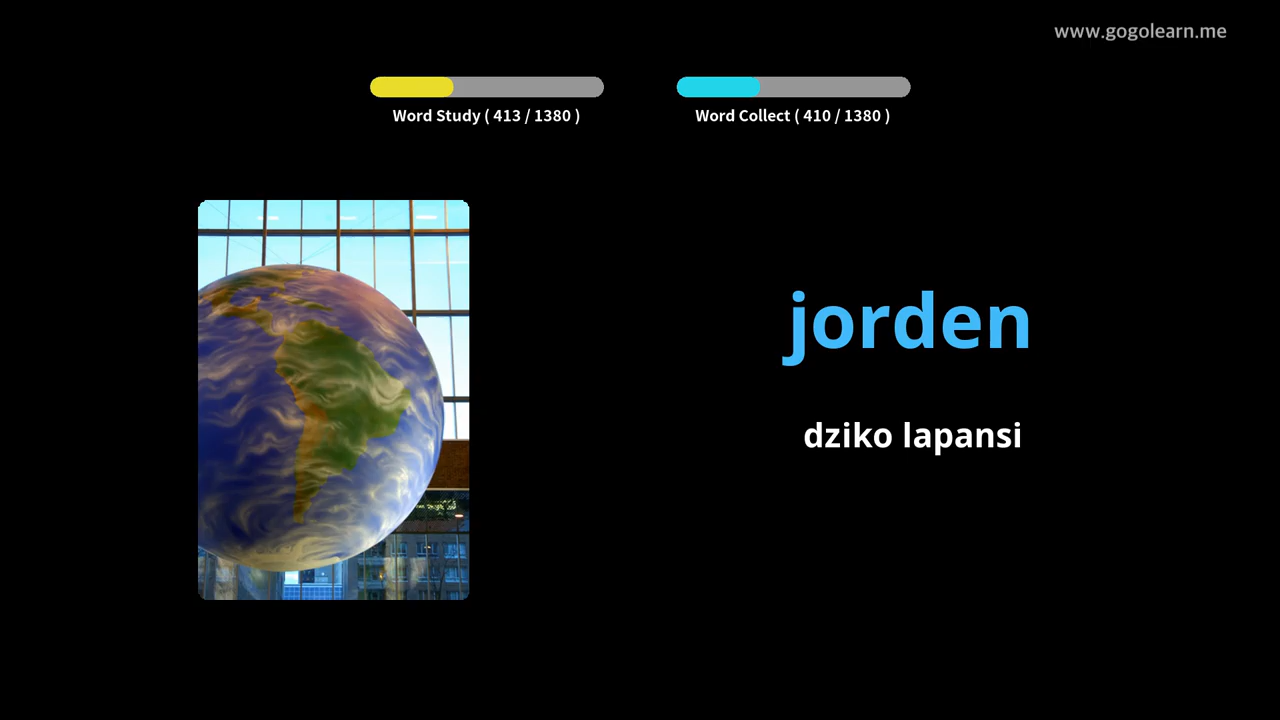 www.gogolearn.me
Word Study ( 413 / 1380 )
Word Collect ( 410 / 1380 )
jorden
dziko lapansi